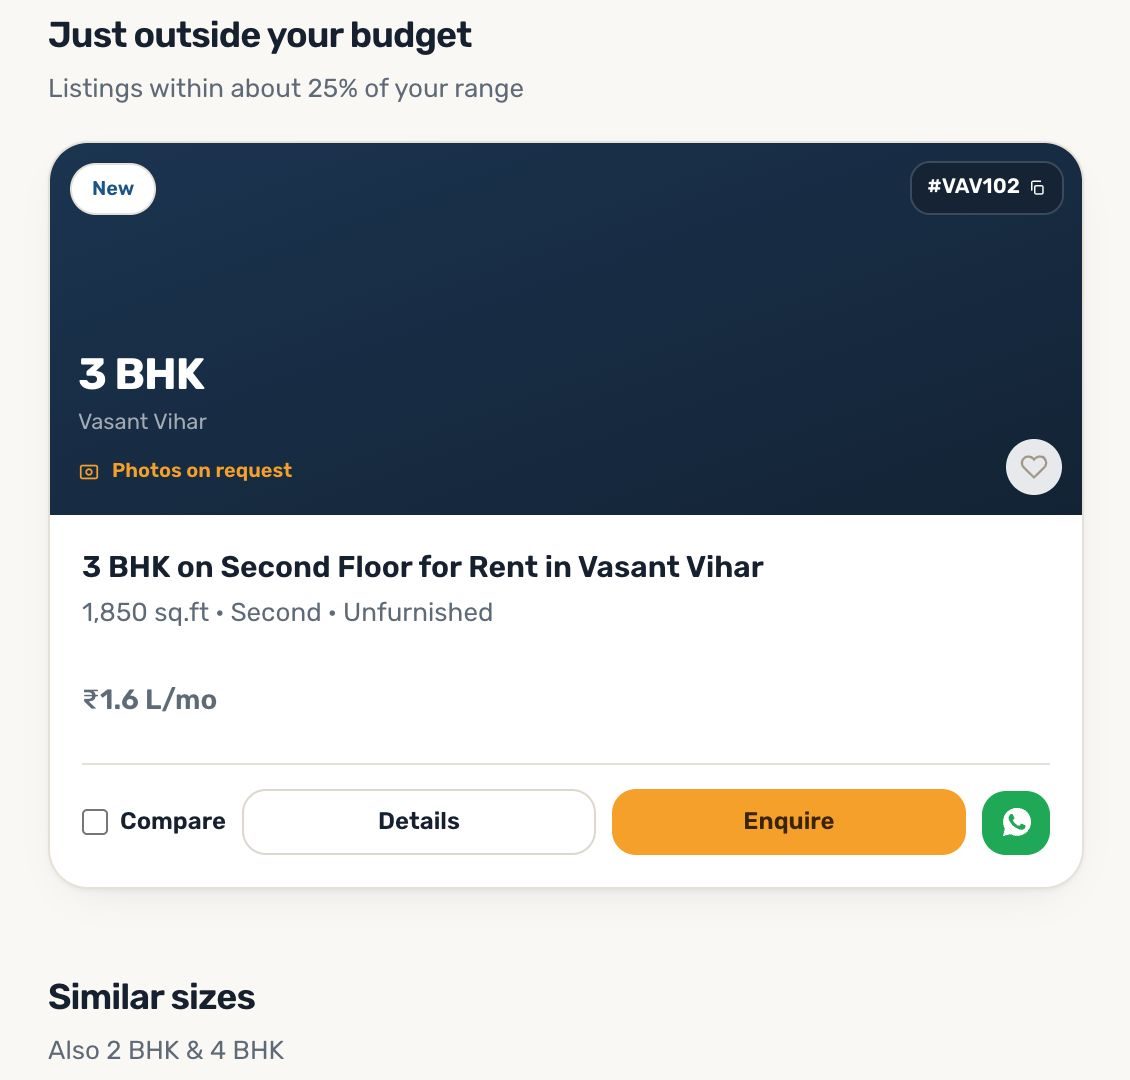 Just outside your budget
Listings within about 25% of your range
New
#VAV102
3 BHK
Vasant Vihar
Photos on request
3 BHK on Second Floor for Rent in Vasant Vihar
1,850 sq.ft • Second • Unfurnished
₹1.6 L/mo
Compare
Details
Enquire
Similar sizes
Also 2 BHK & 4 BHK